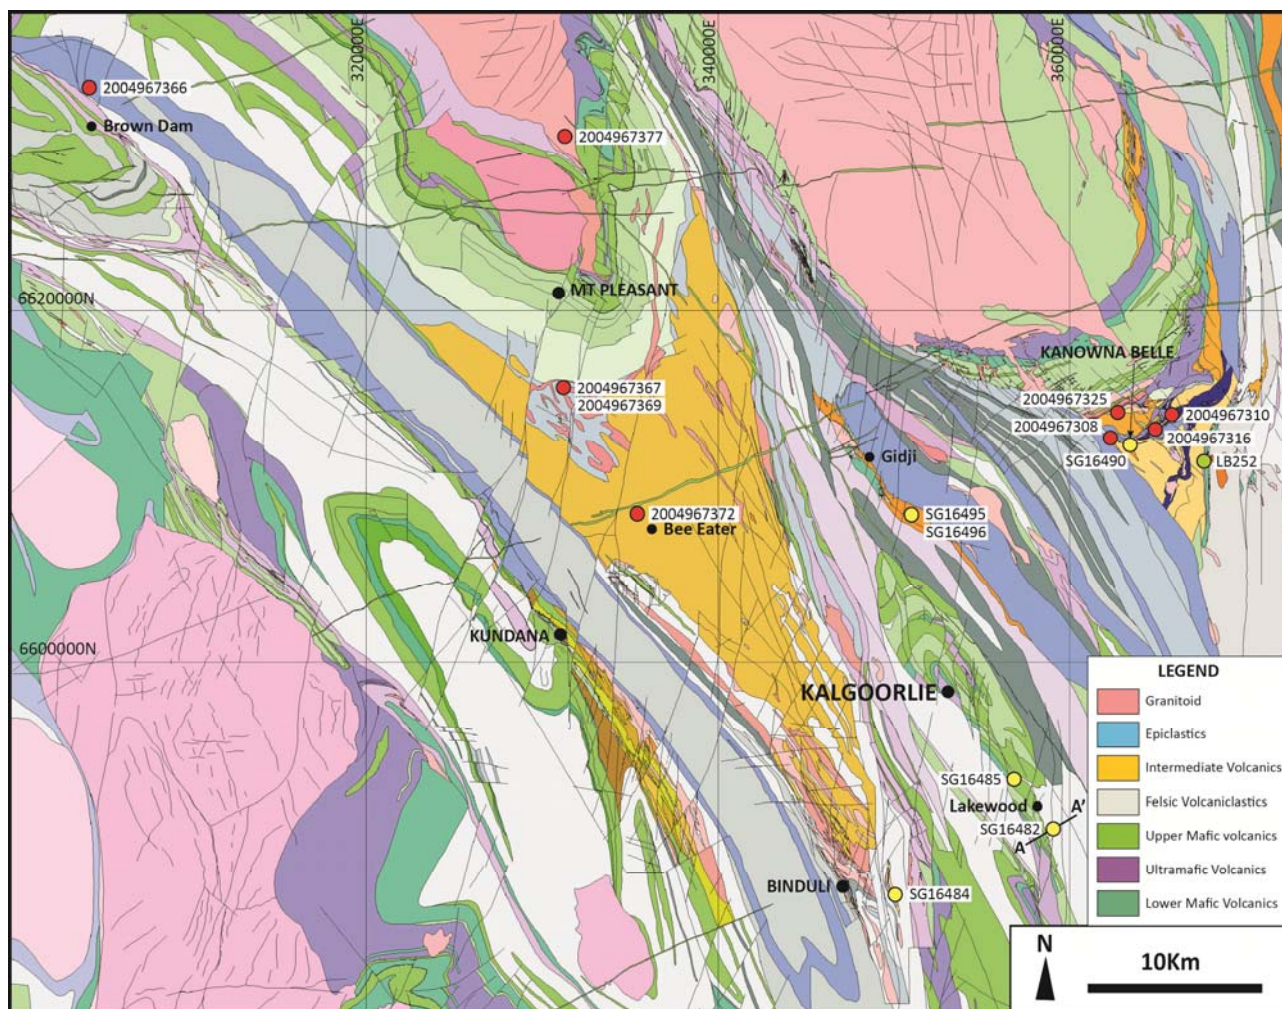 320000E
340000E
360000E
2004967366
Brown Dam
2004967377
MT PLEASANT
6620000N
KANOWNA BELLE
2004967367
2004967369
2004967325
2004967308
2004967310
2004967316
SG16490
LB252
Gidji
2004967372
Bee Eater
SG16495
SG16496
KUNDANA
6600000N
KALGOORLIE
SG16485
Lakewood
A'
SG16482
A
BINDULI
SG16484
LEGEND
Granitoid
Epiclastics
Intermediate Volcanics
Felsic Volcaniclastics
Upper Mafic volcanics
Ultramafic Volcanics
Lower Mafic Volcanics
N
10Km